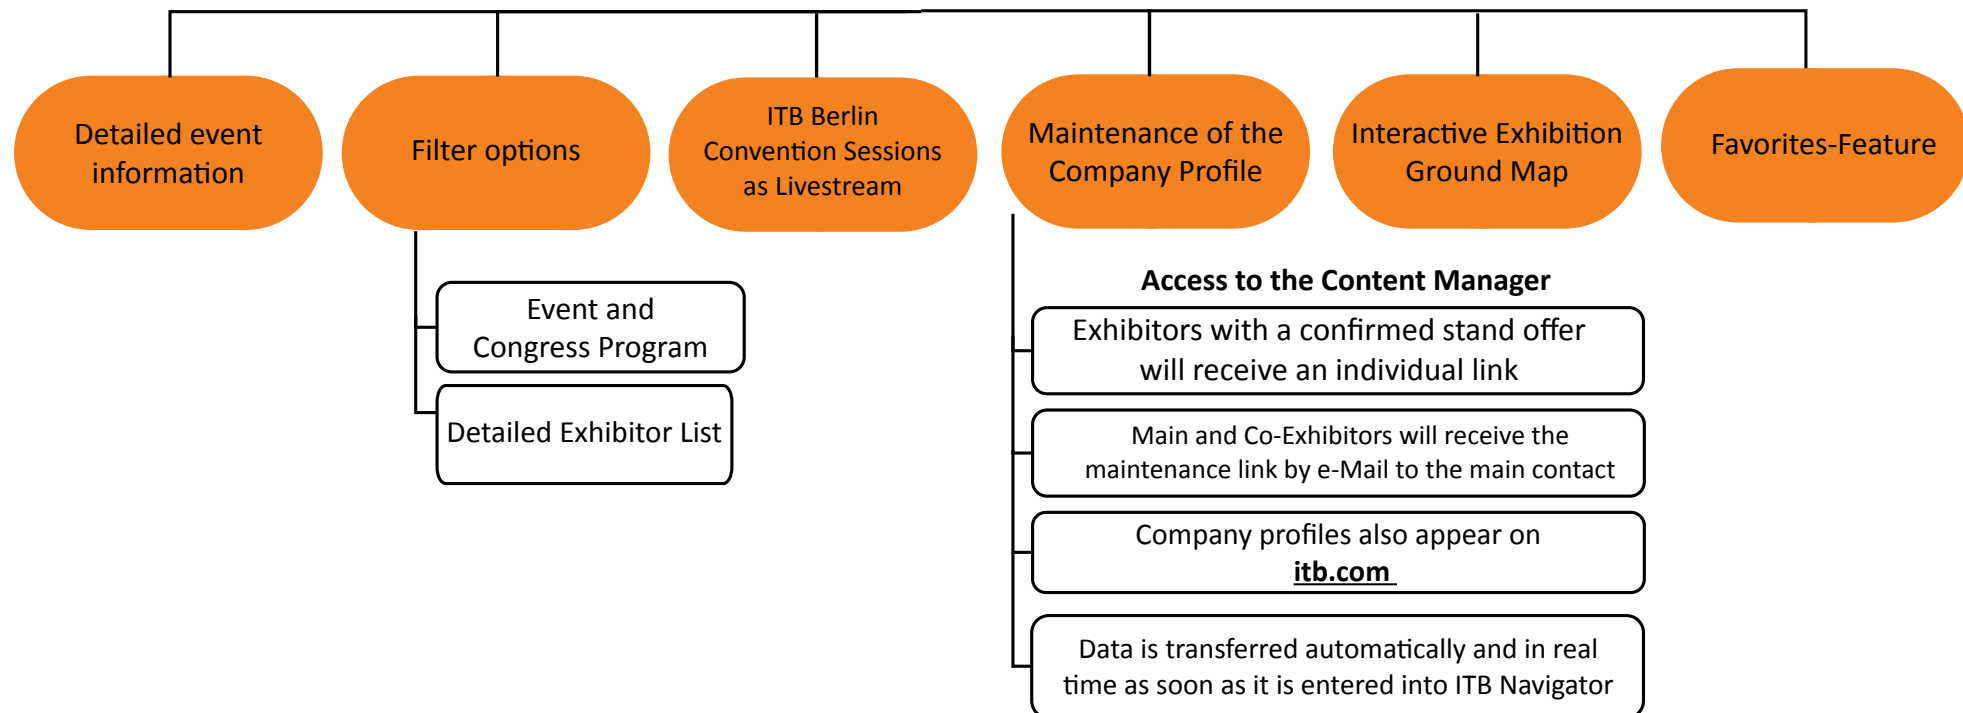 Detailed event
information
Filter options
ITB Berlin
Convention Sessions
as Livestream
Maintenance of the
Company Profile
Interactive Exhibition
Ground Map
Favorites-Feature
Event and
Congress Program
Detailed Exhibitor List
Access to the Content Manager
Exhibitors with a confirmed stand offer
will receive an individual link
Main and Co-Exhibitors will receive the
maintenance link by e-Mail to the main contact
Company profiles also appear on
itb.com
Data is transferred automatically and in real
time as soon as it is entered into ITB Navigator